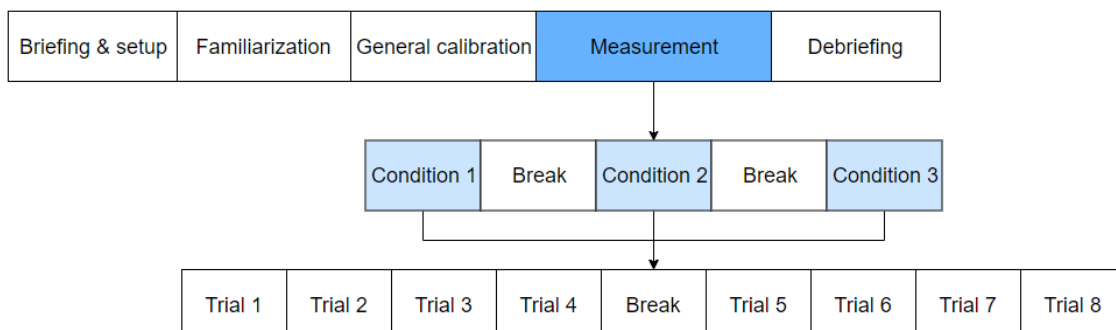 Briefing & setup Familiarization General calibration Measurement Debriefing
Condition 1 Break Condition 2 Break Condition 3
Trial 1 Trial 2 Trial 3 Trial 4 Break Trial 5 Trial 6 Trial 7 Trial 8